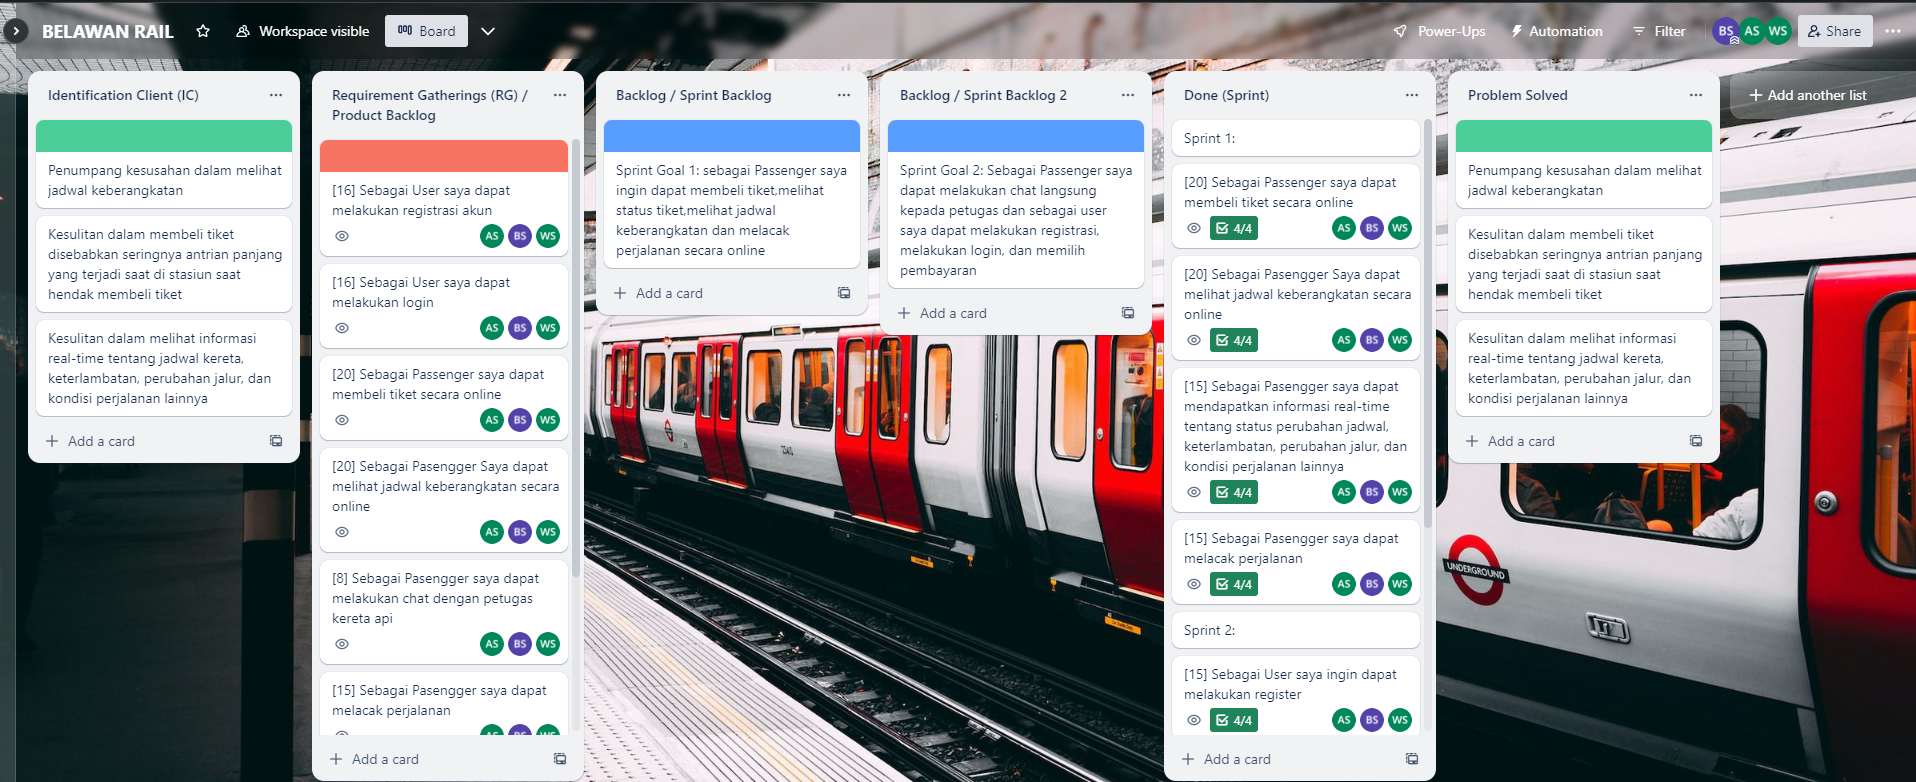 BELAWAN RAIL
Workspace visible
Board
Power-Ups
Automation
Filter
BS
AS
WS
Share
Identification Client (IC)
Penumpang kesusahan dalam melihat
jadwal keberangkatan
Kesulitan dalam membeli tiket
disebabkan seringnya antrian panjang
yang terjadi saat di stasiun saat
hendak membeli tiket
Kesulitan dalam melihat informasi
real-time tentang jadwal kereta,
keterlambatan, perubahan jalur, dan
kondisi perjalanan lainnya
Add a card
Requirement Gatherings (RG) /
Product Backlog
[16] Sebagai User saya dapat
melakukan registrasi akun
AS BS WS
[16] Sebagai User saya dapat
melakukan login
AS BS WS
[20] Sebagai Passenger saya dapat
membeli tiket secara online
AS BS WS
[20] Sebagai Pasengger Saya dapat
melihat jadwal keberangkatan secara
online
AS BS WS
[8] Sebagai Pasengger saya dapat
melakukan chat dengan petugas
kereta api
AS BS WS
[15] Sebagai Pasengger saya dapat
melacak perjalanan
AS BS WS
Add a card
Backlog / Sprint Backlog
Sprint Goal 1: sebagai Passenger saya
ingin dapat membeli tiket,melihat
status tiket,melihat jadwal
keberangkatan dan melacak
perjalanan secara online
Add a card
Backlog / Sprint Backlog 2
Sprint Goal 2: Sebagai Passenger saya
dapat melakukan chat langsung
kepada petugas dan sebagai user
saya dapat melakukan registrasi,
melakukan login, dan memilih
pembayaran
Add a card
Done (Sprint)
Sprint 1:
[20] Sebagai Passenger saya dapat
membeli tiket secara online
4/4 AS BS WS
[20] Sebagai Pasengger Saya dapat
melihat jadwal keberangkatan secara
online
4/4 AS BS WS
[15] Sebagai Pasengger saya dapat
mendapatkan informasi real-time
tentang status perubahan jadwal,
keterlambatan, perubahan jalur, dan
kondisi perjalanan lainnya
4/4 AS BS WS
[15] Sebagai Pasengger saya dapat
melacak perjalanan
4/4 AS BS WS
Sprint 2:
[15] Sebagai User saya ingin dapat
melakukan register
4/4 AS BS WS
Add a card
Problem Solved
Penumpang kesusahan dalam melihat
jadwal keberangkatan
Kesulitan dalam membeli tiket
disebabkan seringnya antrian panjang
yang terjadi saat di stasiun saat
hendak membeli tiket
Kesulitan dalam melihat informasi
real-time tentang jadwal kereta,
keterlambatan, perubahan jalur, dan
kondisi perjalanan lainnya
Add a card
Add another list
UNDERGROUND